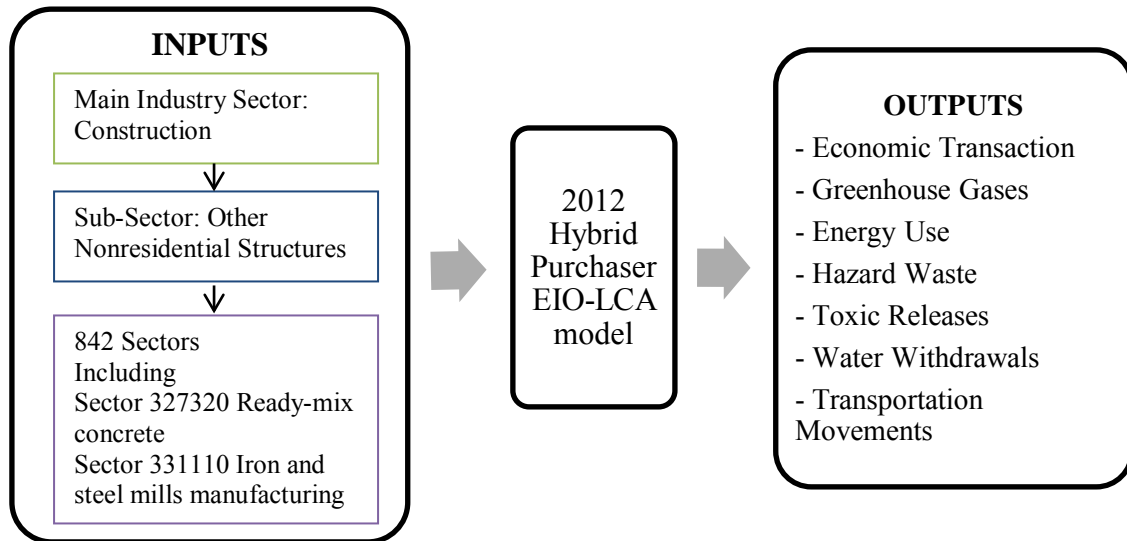 INPUTS
Main Industry Sector:
Construction
Sub-Sector: Other
Nonresidential Structures
842 Sectors
Including
Sector 327320 Ready-mix
concrete
Sector 331110 Iron and
steel mills manufacturing
2012
Hybrid
Purchaser
EIO-LCA
model
OUTPUTS
- Economic Transaction
- Greenhouse Gases
- Energy Use
- Hazard Waste
- Toxic Releases
- Water Withdrawals
- Transportation
Movements